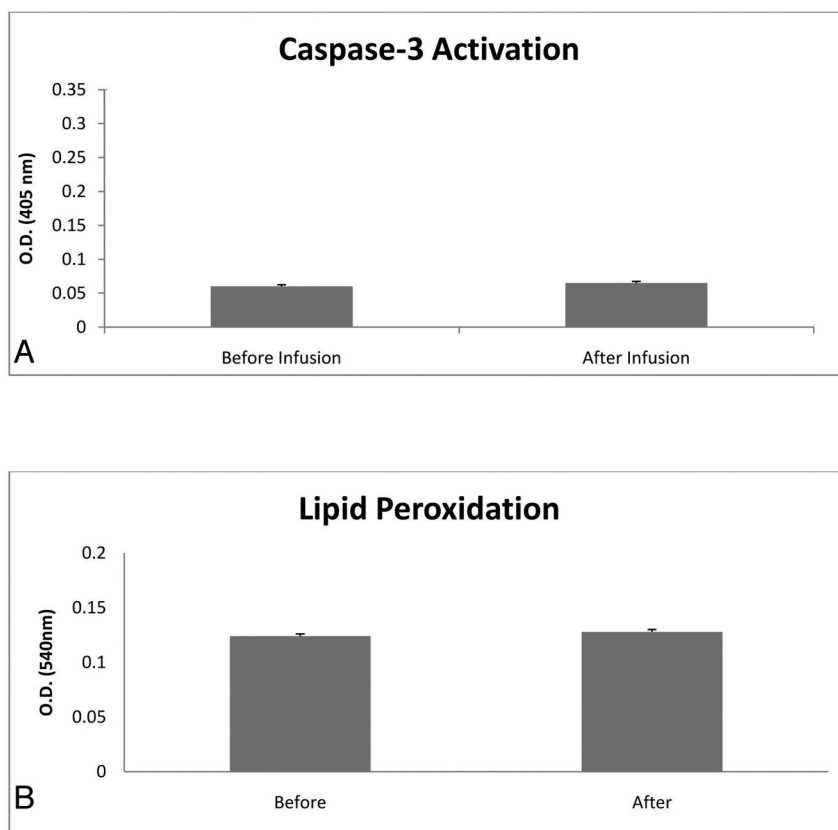 Caspase-3 Activation
0.35
0.3
0.25
0.2
0.15
0.1
0.05
0
O.D. (405 nm)
A
Before Infusion
After Infusion
Lipid Peroxidation
0.2
0.15
0.1
0.05
0
O.D. (540nm)
B
Before
After